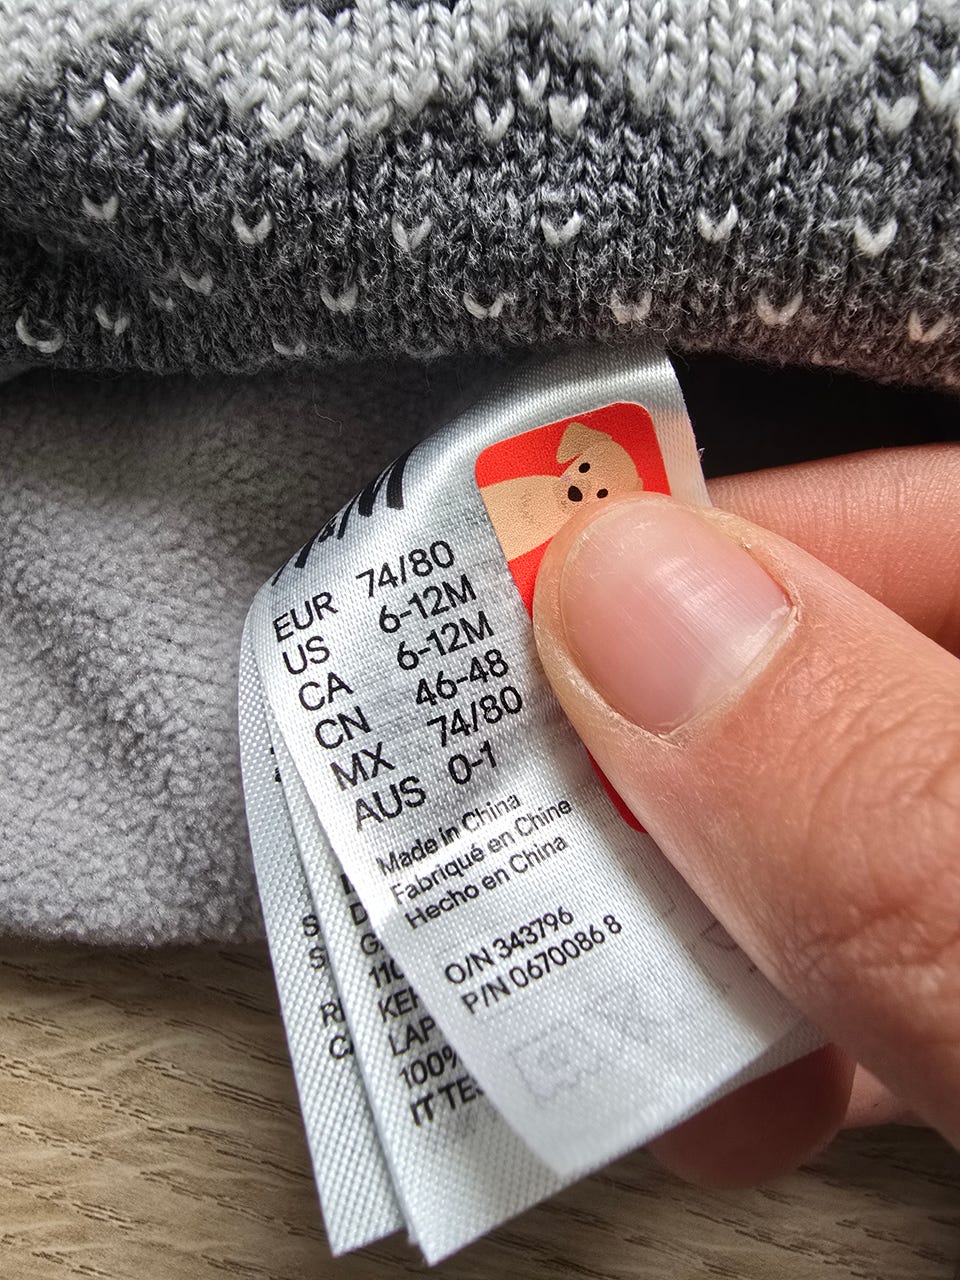 H&M
EUR 74/80
US 6-12M
CA 6-12M
CN 46-48
MX 74/80
AUS 0-1
Made in China
Fabriqué en Chine
Hecho en China
O/N 343796
P/N 0670086 8
100%